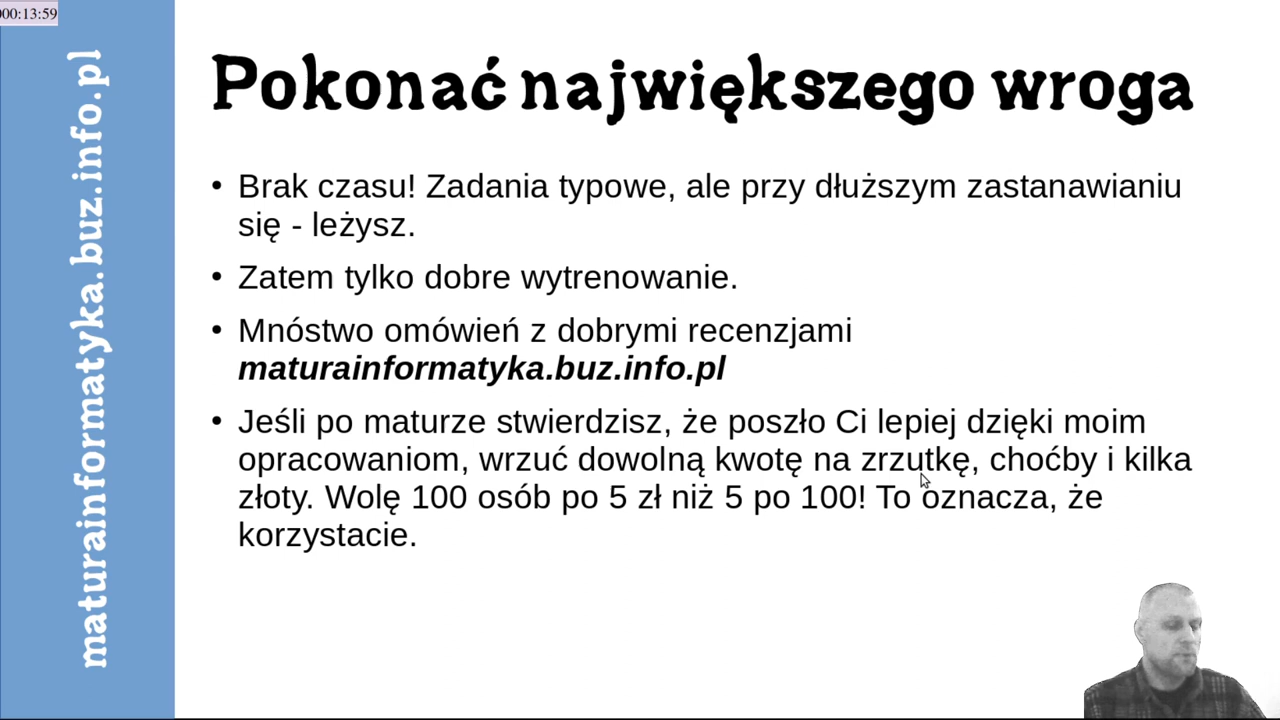 000:13:59
maturainformatyka.buz.info.pl
Pokonać największego wroga
• Brak czasu! Zadania typowe, ale przy dłuższym zastanawianiu
się - leżysz.
• Zatem tylko dobre wytrenowanie.
• Mnóstwo omówień z dobrymi recenzjami
maturainformatyka.buz.info.pl
• Jeśli po maturze stwierdzisz, że poszło Ci lepiej dzięki moim
opracowaniom, wrzuć dowolną kwotę na zrzutkę, choćby i kilka
złoty. Wolę 100 osób po 5 zł niż 5 po 100! To oznacza, że
korzystacie.